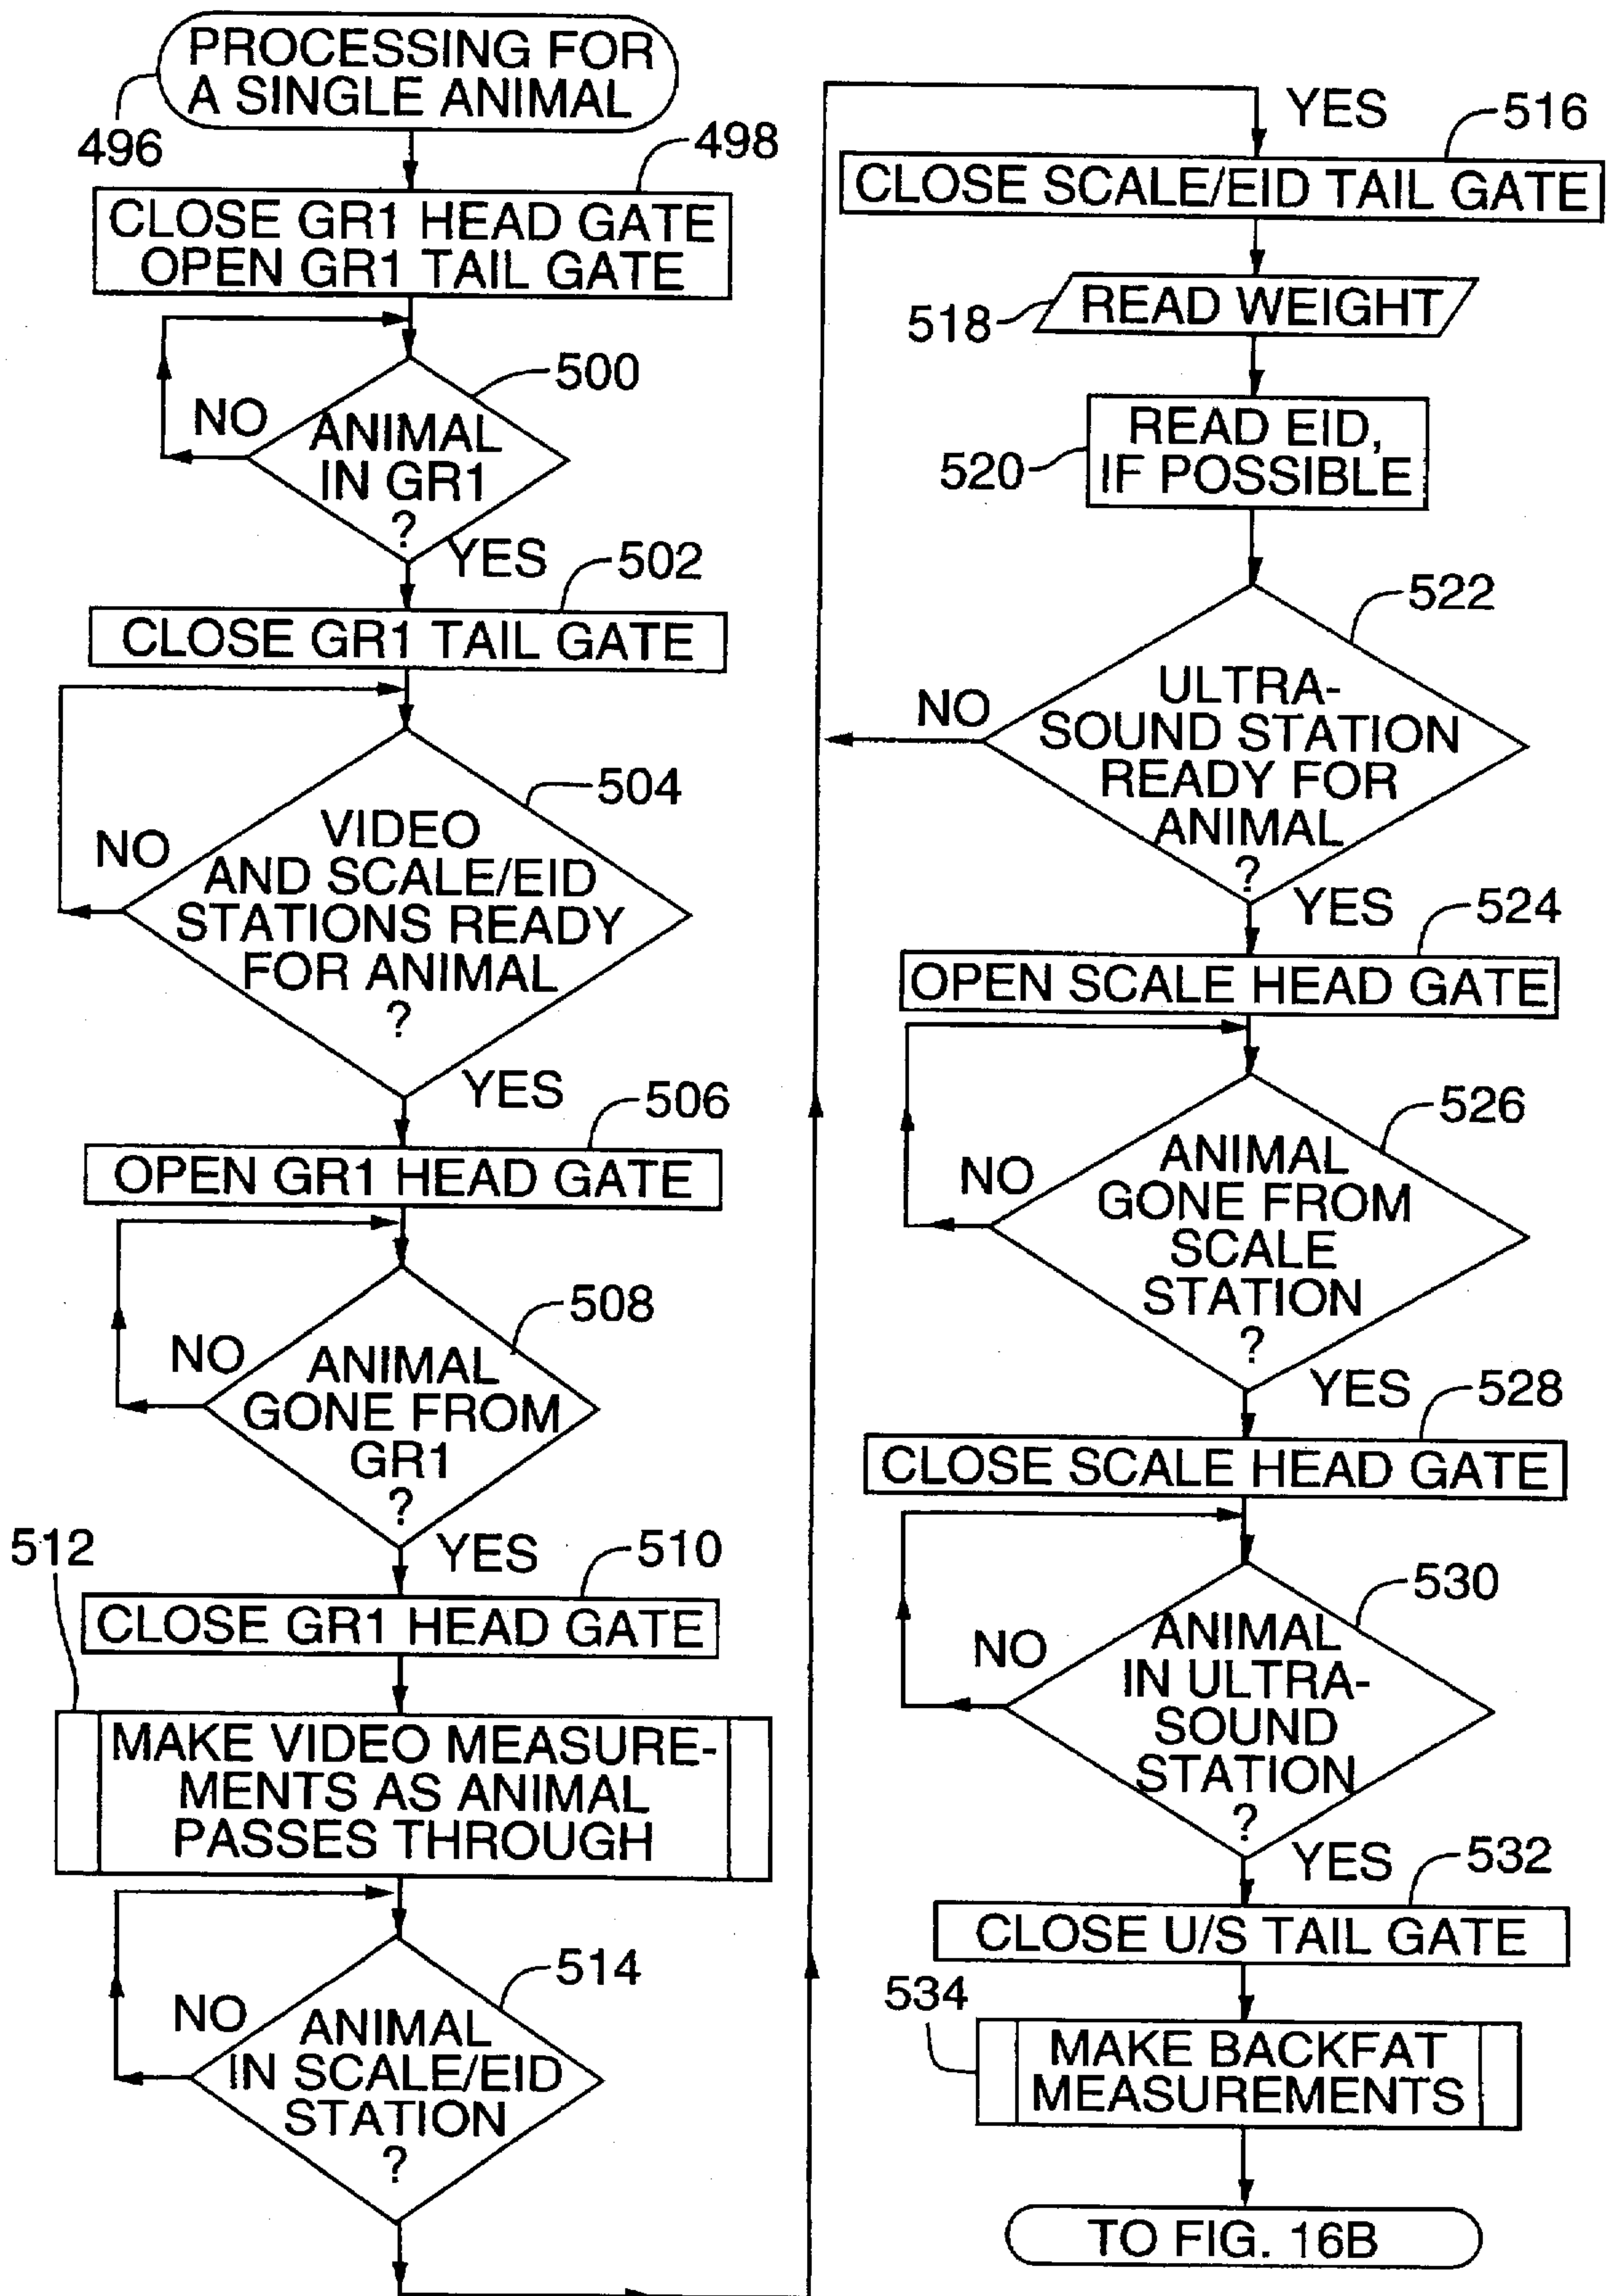 PROCESSING FOR
A SINGLE ANIMAL
496
498
CLOSE GR1 HEAD GATE
OPEN GR1 TAIL GATE
500
NO
ANIMAL
IN GR1
?
YES
502
CLOSE GR1 TAIL GATE
504
NO
VIDEO
AND SCALE/EID
STATIONS READY
FOR ANIMAL
?
YES
506
OPEN GR1 HEAD GATE
508
NO
ANIMAL
GONE FROM
GR1
?
YES
510
512
CLOSE GR1 HEAD GATE
MAKE VIDEO MEASURE-
MENTS AS ANIMAL
PASSES THROUGH
514
NO
ANIMAL
IN SCALE/EID
STATION
?
YES
516
CLOSE SCALE/EID TAIL GATE
518
READ WEIGHT
520
READ EID,
IF POSSIBLE
522
NO
ULTRA-
SOUND STATION
READY FOR
ANIMAL
?
YES
524
OPEN SCALE HEAD GATE
526
NO
ANIMAL
GONE FROM
SCALE
STATION
?
YES
528
CLOSE SCALE HEAD GATE
530
NO
ANIMAL
IN ULTRA-
SOUND
STATION
?
YES
532
CLOSE U/S TAIL GATE
534
MAKE BACKFAT
MEASUREMENTS
TO FIG. 16B